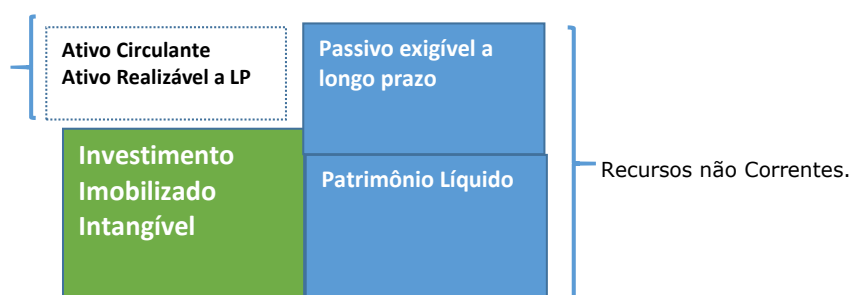 Ativo Circulante
Ativo Realizável a LP
Passivo exigível a
longo prazo
Investimento
Imobilizado
Intangível
Patrimônio Líquido
Recursos não Correntes.